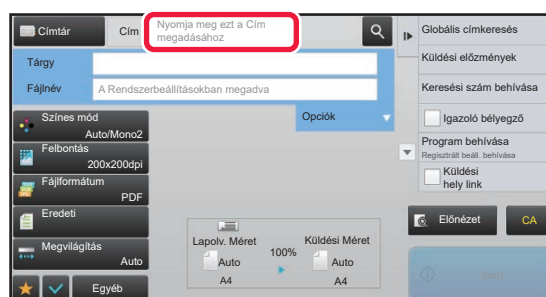 Címtár
Cím
Nyomja meg ezt a Cím
megadásához
Tárgy
Fájlnév
A Rendszerbeállításokban megadva
Opciók
Színes mód
Auto/Mono2
Felbontás
200x200dpi
Fájlformátum
PDF
Eredeti
Megvilágítás
Auto
Egyéb
Lapolv. Méret
Auto
A4
100%
Küldési Méret
Auto
A4
Globális címkeresés
Küldési előzmények
Keresési szám behívása
Igazoló bélyegző
Program behívása
Regisztrált beáll. behívása
Küldési
hely link
Előnézet
CA
Start